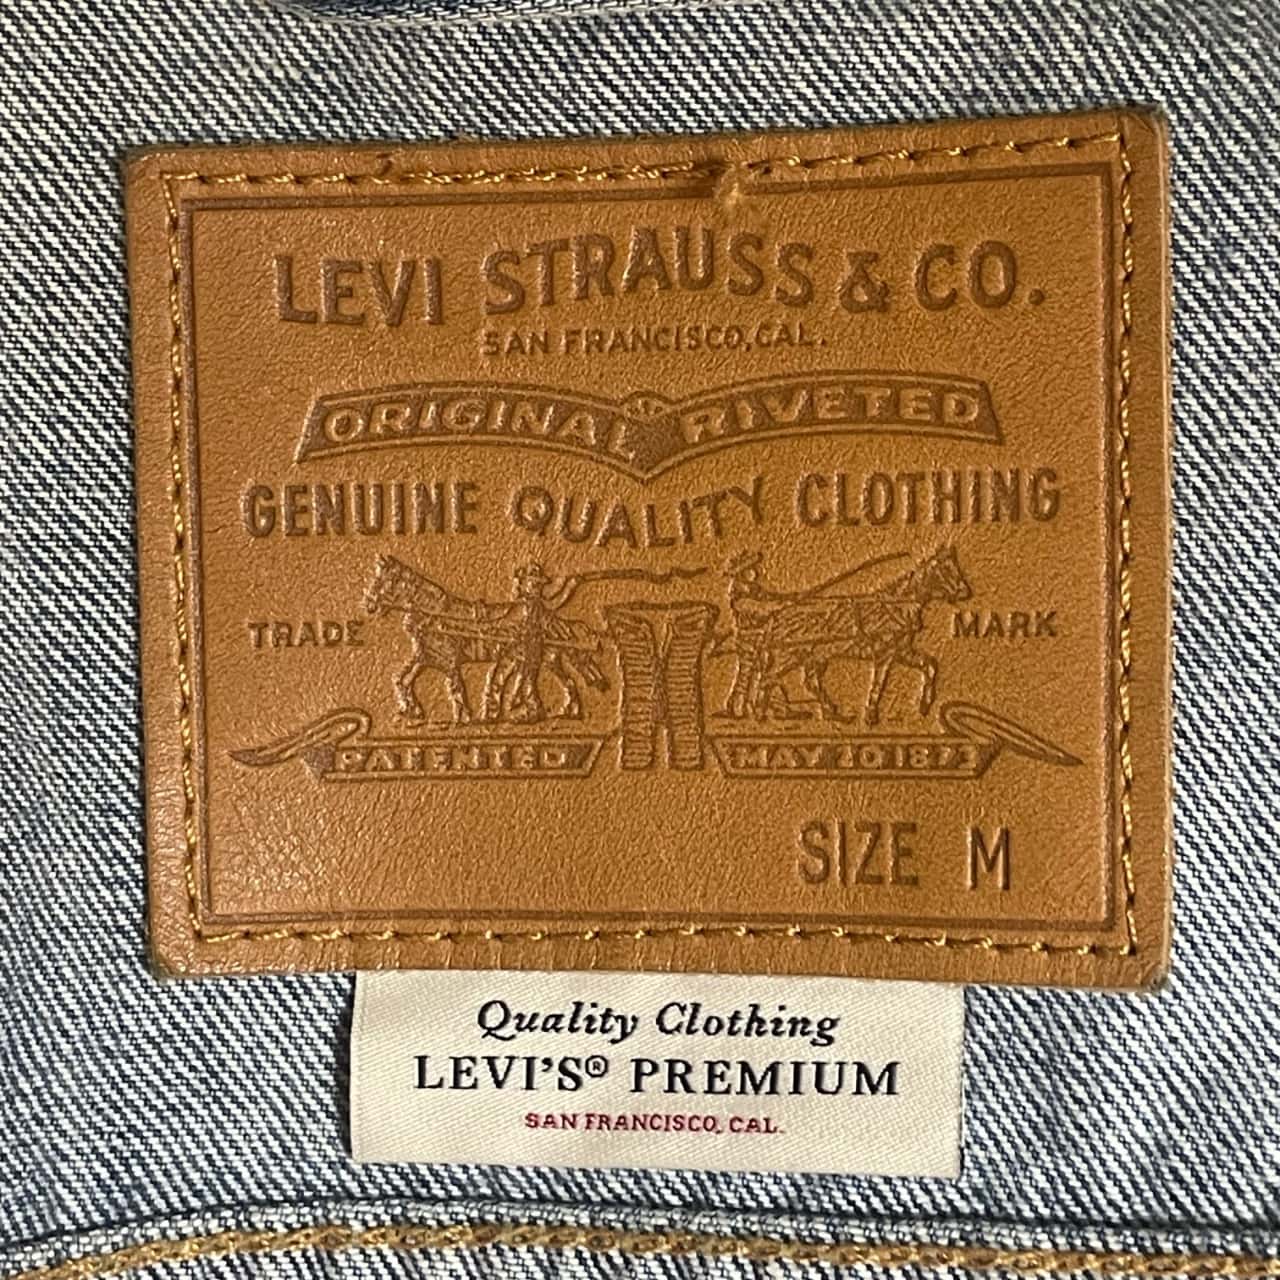 LEVI STRAUSS & CO.
SAN FRANCISCO, CAL.
ORIGINAL RIVETED
GENUINE QUALITY CLOTHING
TRADE MARK
PATENTED MAY 20 1873
SIZE M
Quality Clothing
LEVI'S® PREMIUM
SAN FRANCISCO, CAL.